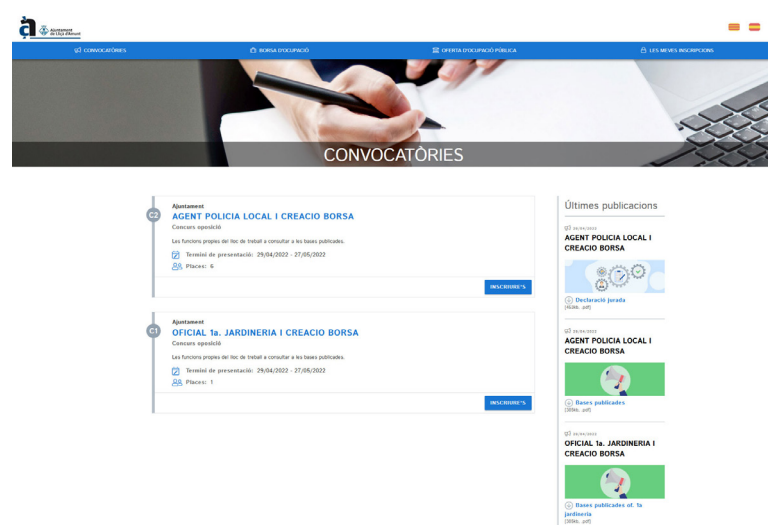 Ajuntament
de Lliçà d'Amunt
CONVOCATÒRIES
BORSA D'OCUPACIÓ
OFERTA D'OCUPACIÓ PÚBLICA
LES MEVES INSCRIPCIONS
CONVOCATÒRIES
C2
Ajuntament
AGENT POLICIA LOCAL I CREACIO BORSA
Concurs oposició
Les funcions propies del lloc de treball a consultar a les bases publicades.
Termini de presentació: 29/04/2022 - 27/05/2022
Places: 6
INSCRIURE'S
C1
Ajuntament
OFICIAL 1a. JARDINERIA I CREACIO BORSA
Concurs oposició
Les funcions propies del lloc de treball a consultar a les bases publicades.
Termini de presentació: 29/04/2022 - 27/05/2022
Places: 1
INSCRIURE'S
Últimes publicacions
AGENT POLICIA LOCAL I
CREACIO BORSA
Declaració jurada
AGENT POLICIA LOCAL I
CREACIO BORSA
Bases publicades
OFICIAL 1a. JARDINERIA I
CREACIO BORSA
Bases publicades of. 1a
jardineria